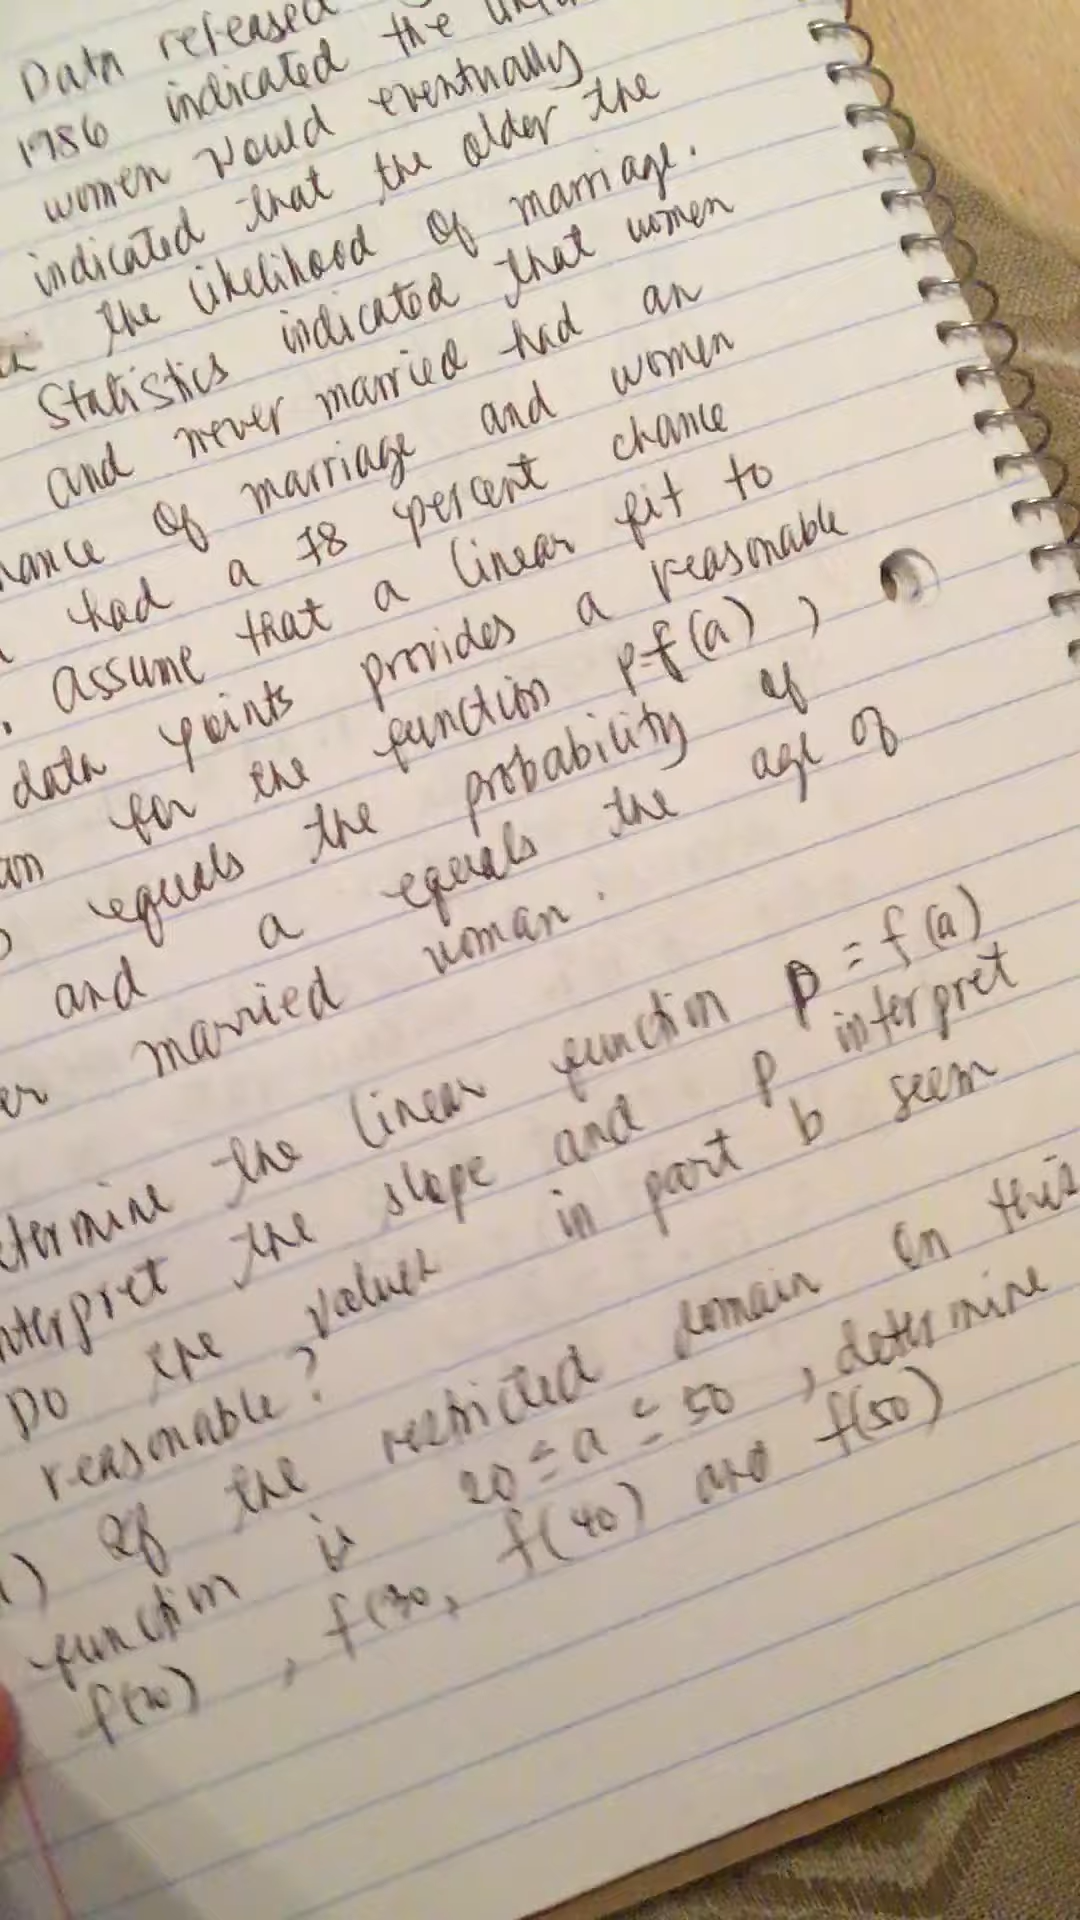 Data released
1986 indicated the
women would eventually
indicated that the older the
the likelihood of marriage.
Statistics indicated that women
and never married had an
of marriage and women
had a 78 percent chance
assume that a linear fit to
data points provides a reasonable
for the function p=f(a),
equals the probability of
and a equals the age of
married woman.
the linear function p = f(a)
the slope and p interpret
Do the values in part b seem
reasonable?
If the restricted domain on this
function is 20 ≤ a ≤ 50, determine
f(20), f(30, f(40) and f(50)